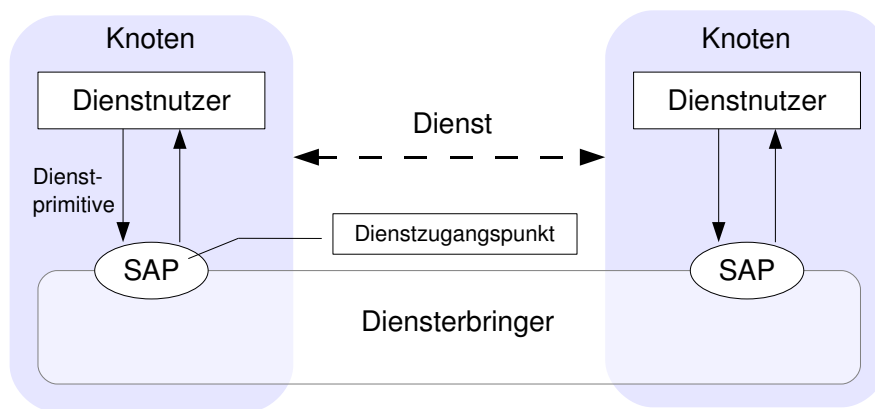 Knoten
Knoten
Dienstnutzer
Dienstnutzer
Dienst
Dienst-
primitive
Dienstzugangspunkt
SAP
SAP
Diensterbringer